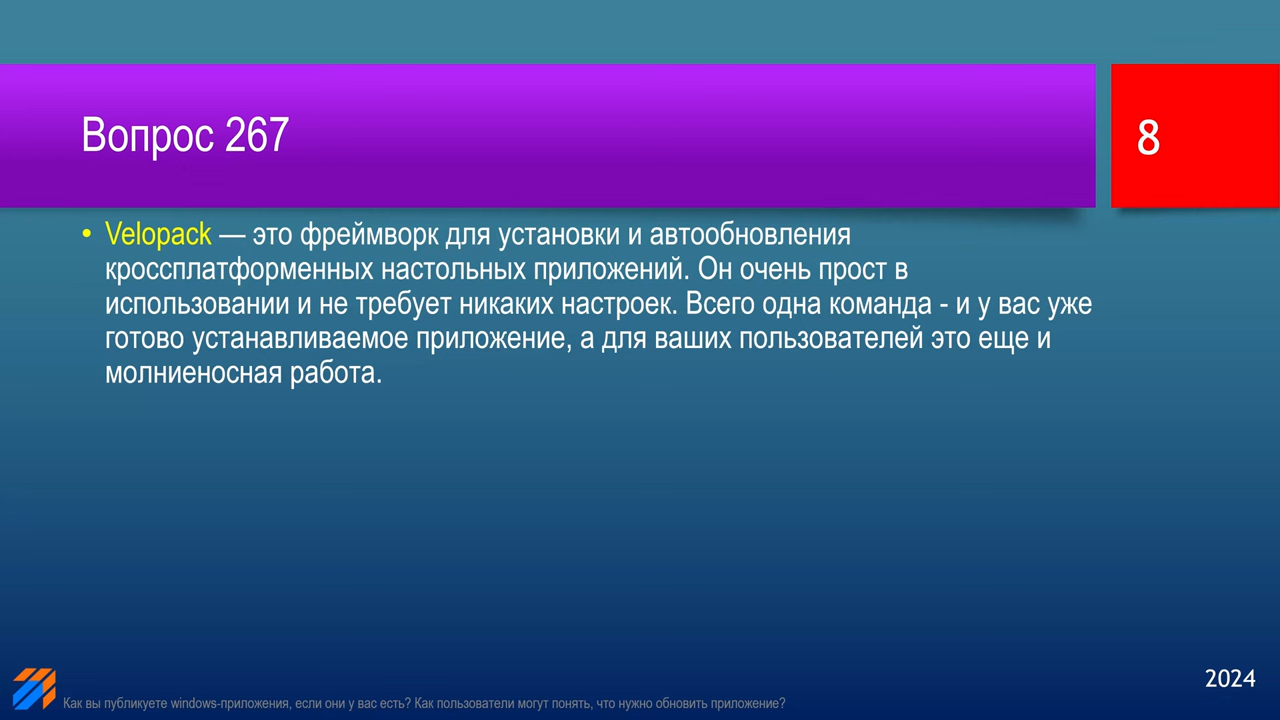 Вопрос 267
8
• Velopack — это фреймворк для установки и автообновления
кроссплатформенных настольных приложений. Он очень прост в
использовании и не требует никаких настроек. Всего одна команда - и у вас уже
готово устанавливаемое приложение, а для ваших пользователей это еще и
молниеносная работа.
2024
Как вы публикуете windows-приложения, если они у вас есть? Как пользователи могут понять, что нужно обновить приложение?